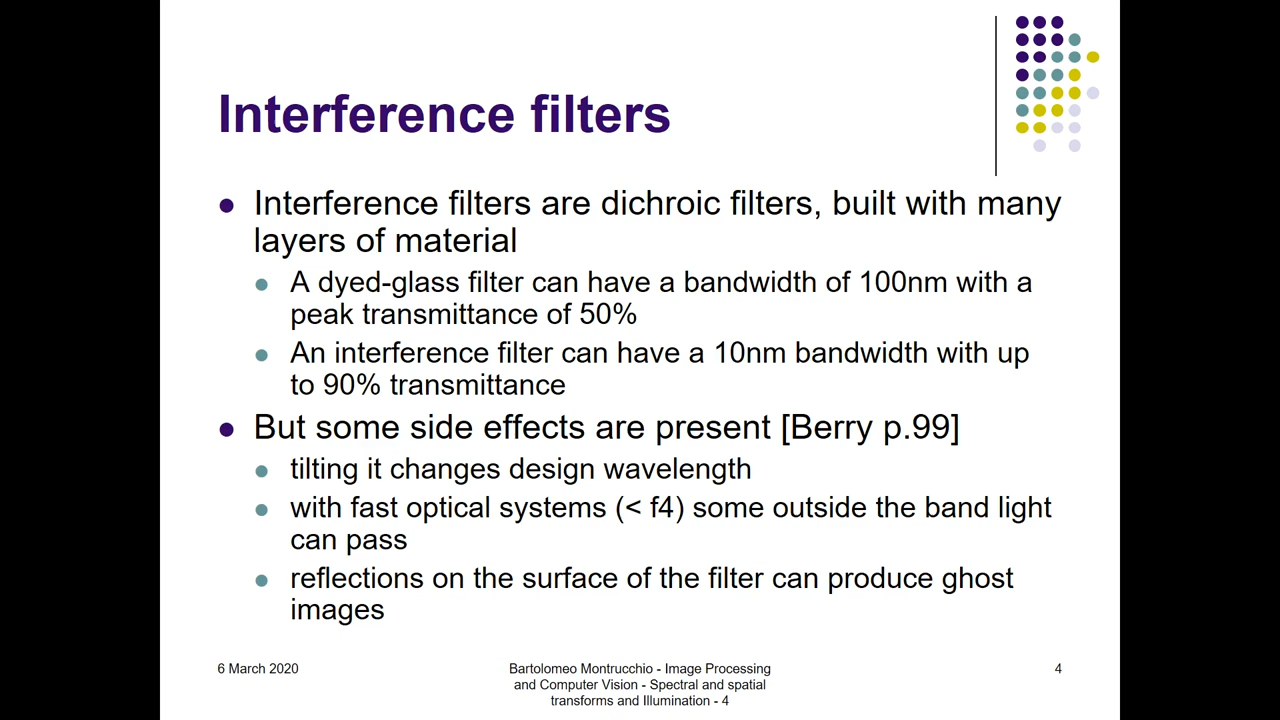 Interference filters
Interference filters are dichroic filters, built with many
layers of material
A dyed-glass filter can have a bandwidth of 100nm with a
peak transmittance of 50%
An interference filter can have a 10nm bandwidth with up
to 90% transmittance
But some side effects are present [Berry p.99]
tilting it changes design wavelength
with fast optical systems (< f4) some outside the band light
can pass
reflections on the surface of the filter can produce ghost
images
6 March 2020
Bartolomeo Montrucchio - Image Processing
and Computer Vision - Spectral and spatial
transforms and Illumination - 4
4